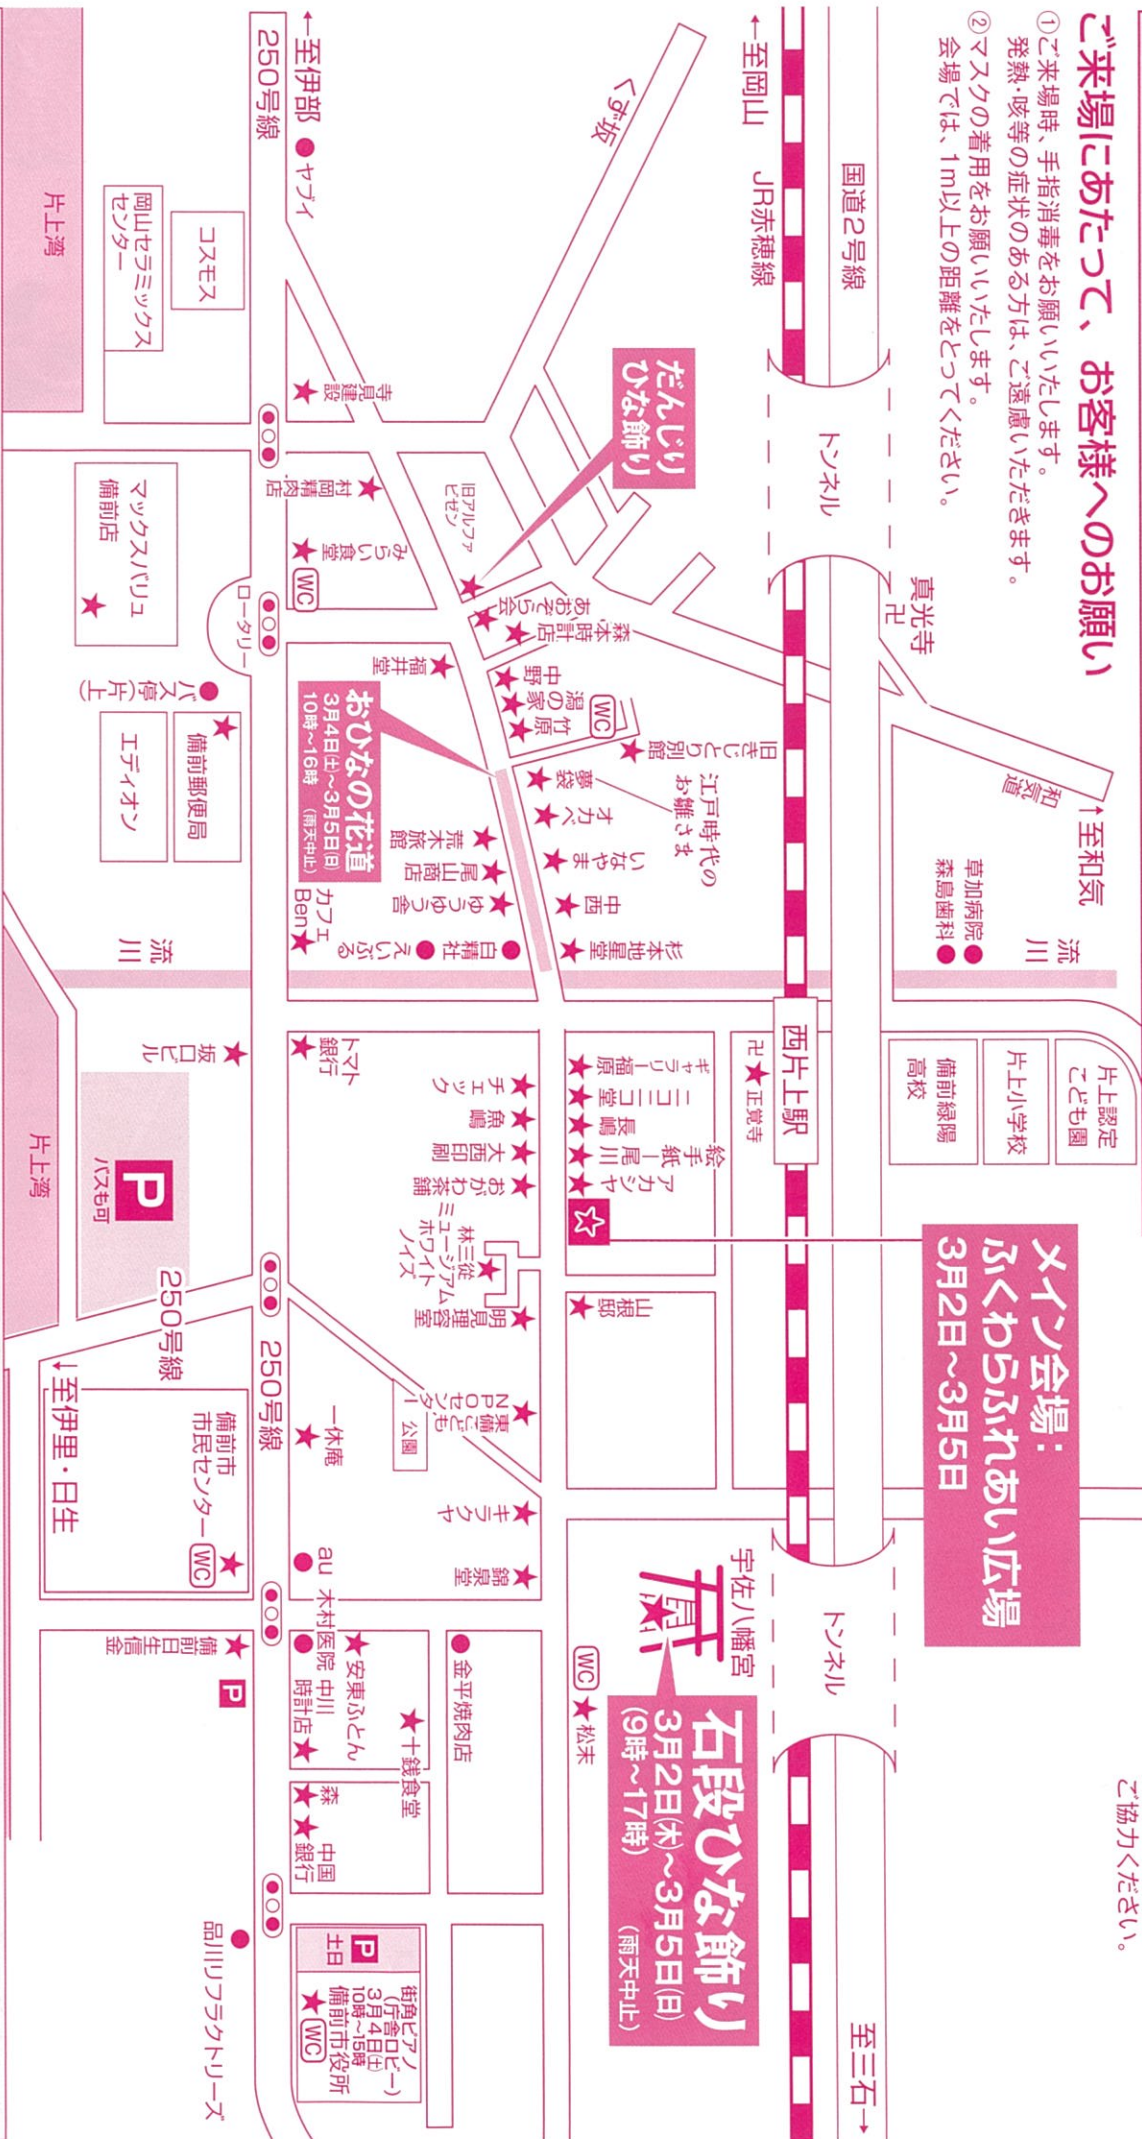 ご来場にあたって、お客様へのお願い
①ご来場時、手指消毒をお願いいたします。
発熱・咳等の症状のある方は、ご遠慮いただきます。
②マスクの着用をお願いいたします。
会場では、1m以上の距離をとってください。
ご協力ください。
メイン会場:
ふくわらふれあい広場
3月2日～3月5日
石段ひな飾り
3月2日(木)～3月5日(日)
(9時～17時)
(雨天中止)
だんじり
ひな飾り
おひなの花道
3月4日(土)～3月5日(日)
10時～16時
(雨天中止)
←至岡山
JR赤穂線
国道2号線
トンネル
真光寺
卍
和気道
↑至和気
草加病院
森島歯科
流川
片上認定
こども園
片上小学校
備前緑陽
高校
西片上駅
卍
正覚寺
トンネル
至三石→
宇佐八幡宮
WC
松末
くず坂
旧アルファ
ビゼン
あおぞら会
森本時計店
中野
潟の家
竹原
WC
旧きじとり別館
江戸時代の
お雛さま
夢袋
オカベ
いなやま
中西
杉本地星堂
ギャラリー福原
ニコニコ堂
長嶋
絵手紙ー尾川
アカシヤ
山根邸
←至伊部
ヤブイ
250号線
寺見建設
村岡精肉店
みらい食堂
WC
福井堂
荒木旅館
尾山商店
ゆうゆう舎
カフェ
Ben
えいぶる
日精社
トマト
銀行
チェック
魚嶋
大西印刷
おがわ茶舗
林三從
ミュージアム
ホワイト
ノイズ
明見理容室
東備こども
NPOセンター
公園
一休庵
キラクヤ
錦泉堂
au
木村医院
中川
時計店
安東ふとん
十銭食堂
金平焼肉店
森
中国
銀行
P
土日
街角ピアノ
(庁舎ロビー)
3月4日(土)
10時～15時
備前市役所
WC
コスモス
岡山セラミックス
センター
片上湾
マックスバリュ
備前店
ロータリー
バス停(片上)
備前郵便局
エディオン
流川
坂口ビル
P
バスも可
片上湾
250号線
250号線
↓至伊里・日生
備前市
市民センター
WC
備前日生信金
P
品川リフラクトリーズ